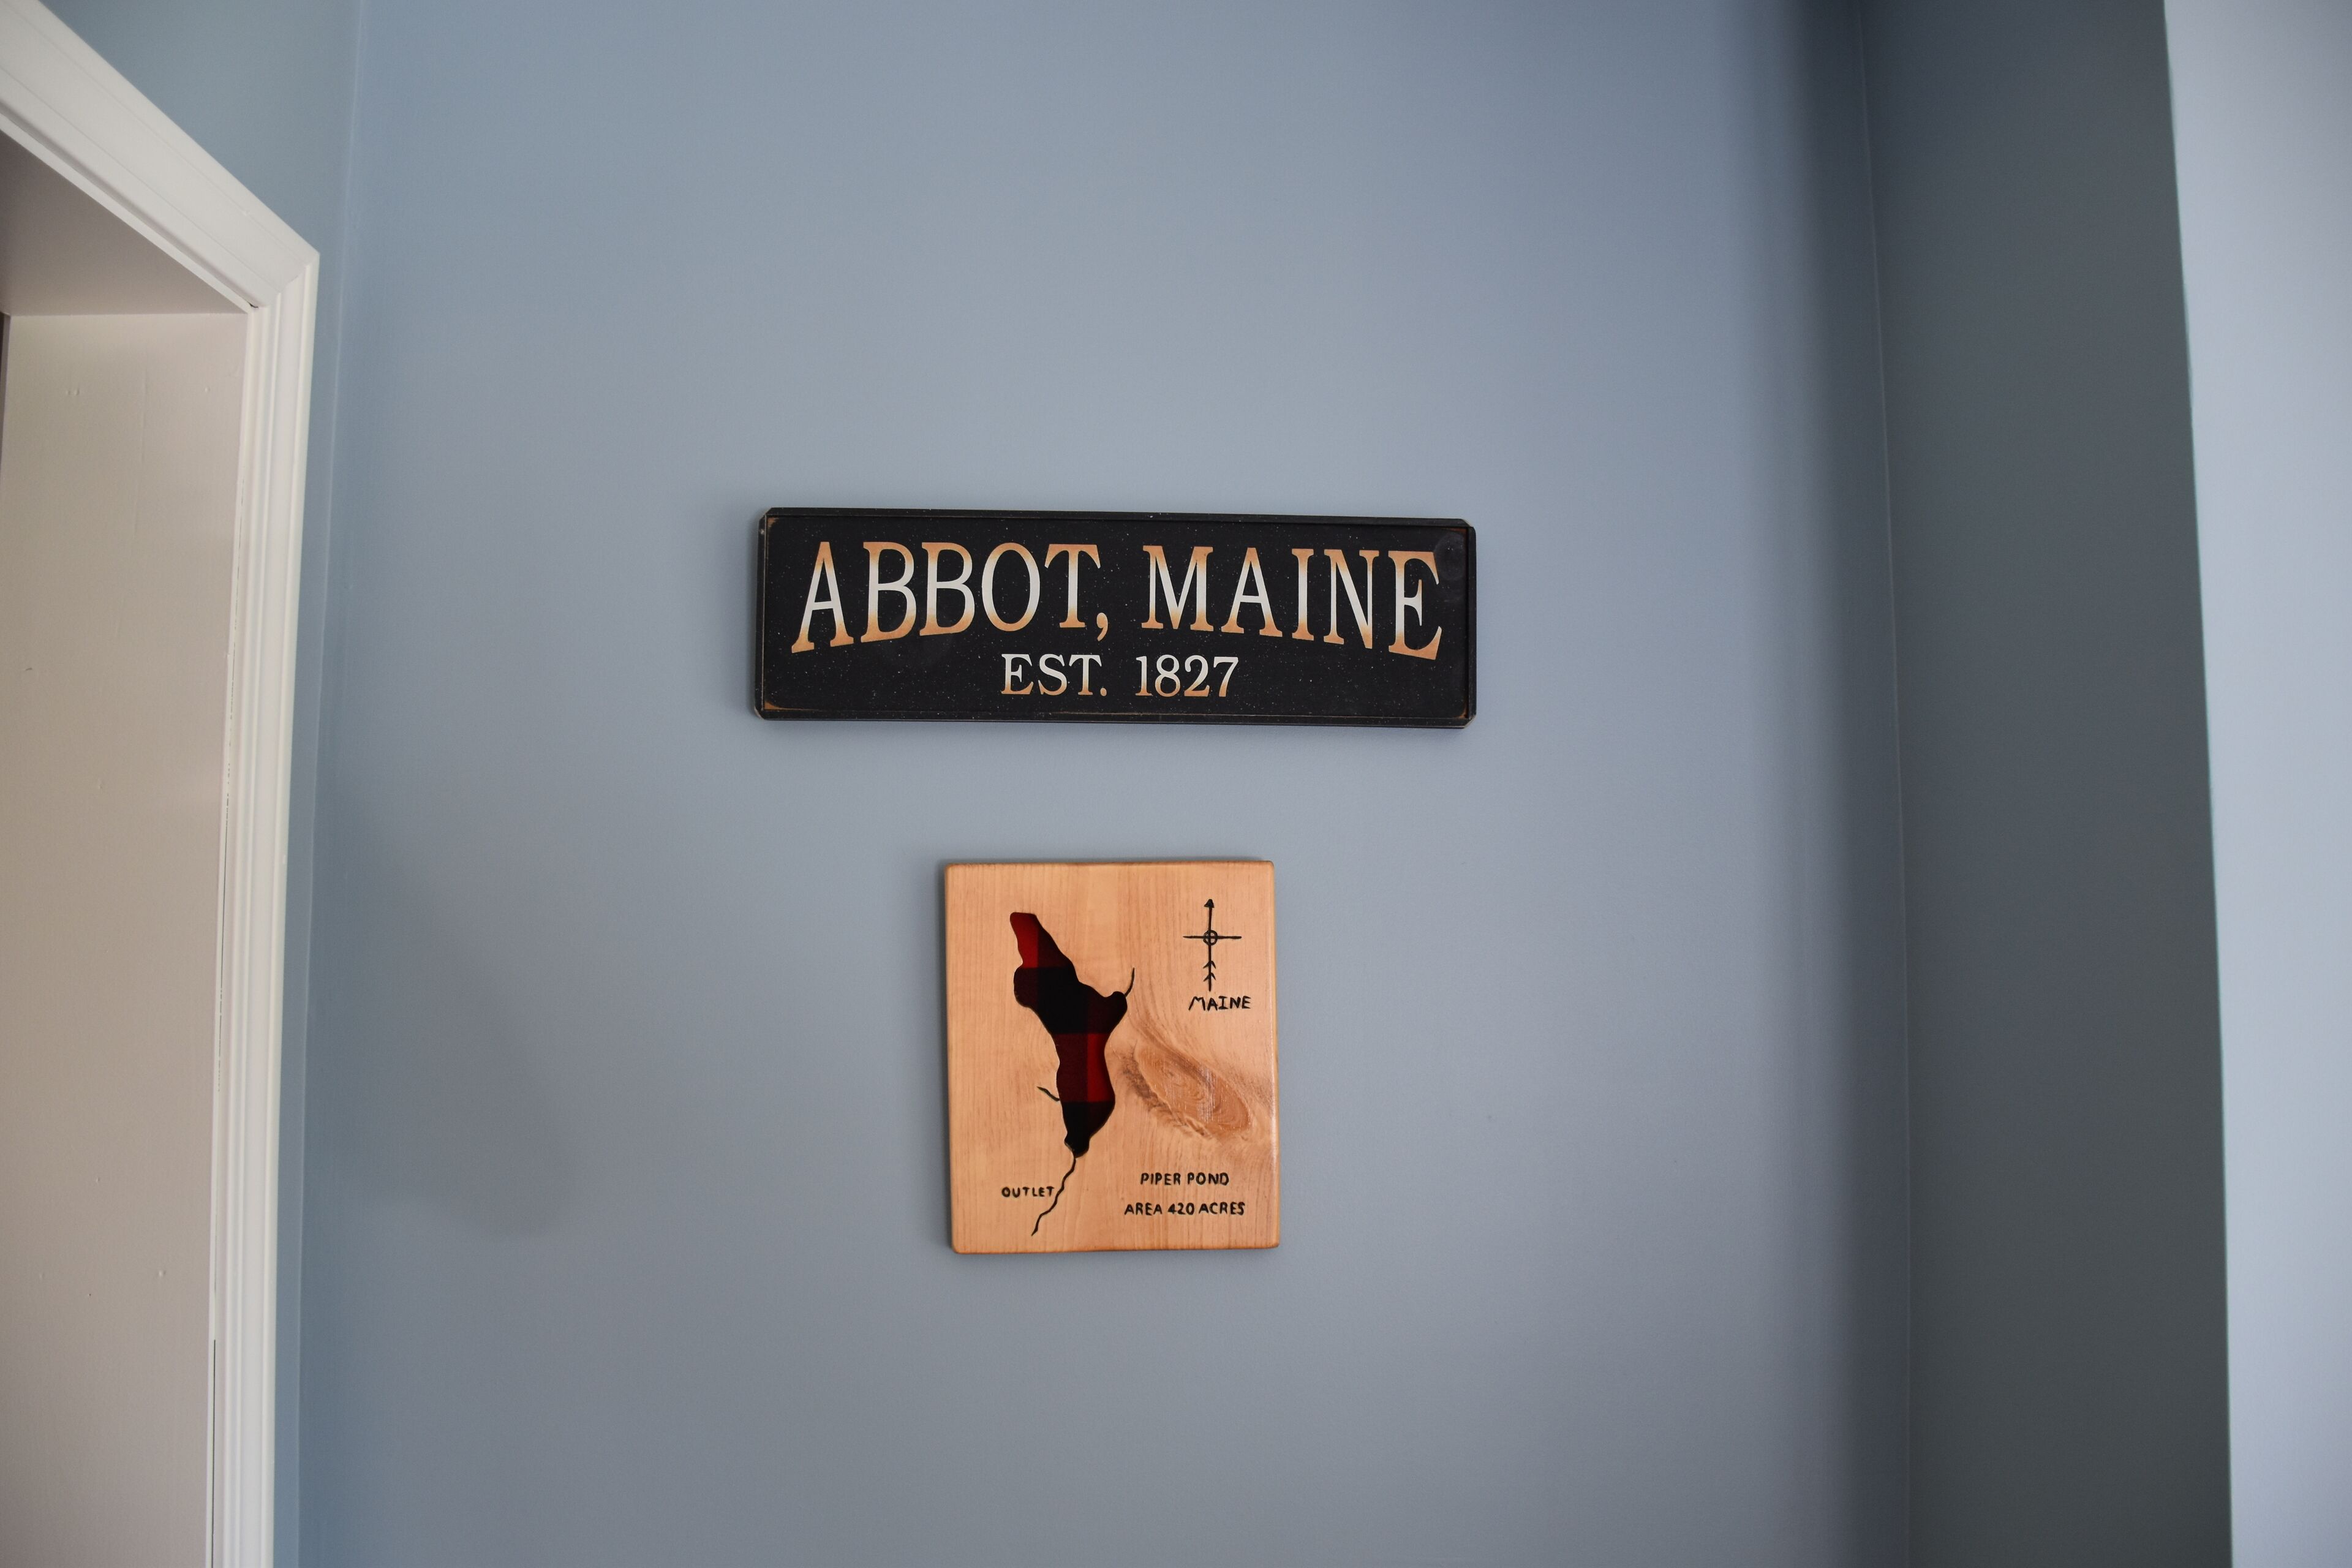 ABBOT, MAINE
EST. 1827
MAINE
OUTLET
PIPER POND
AREA 420 ACRES